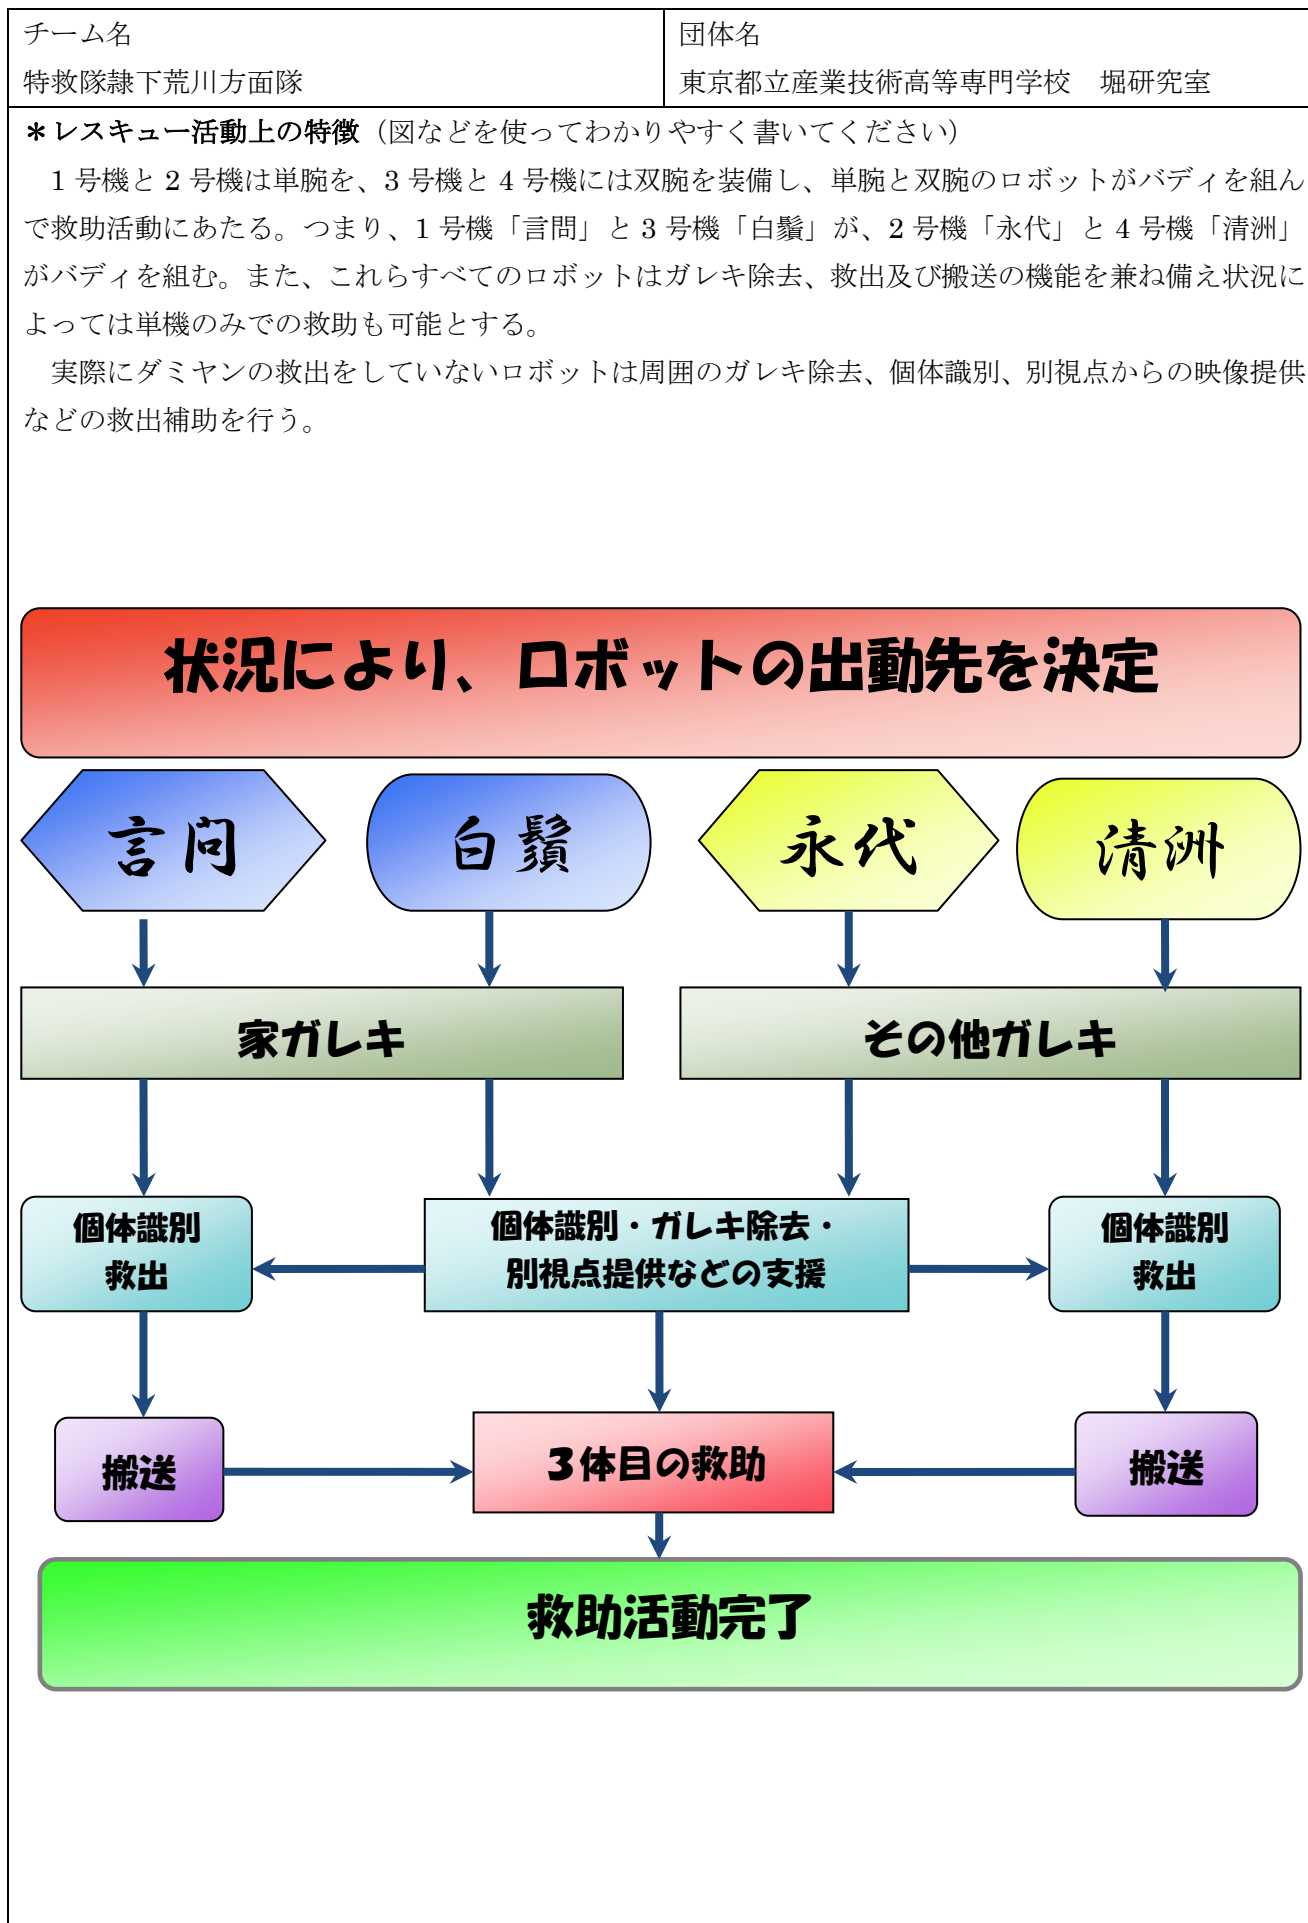 チーム名
特救隊隷下荒川方面隊
団体名
東京都立産業技術高等専門学校　堀研究室
＊レスキュー活動上の特徴（図などを使ってわかりやすく書いてください）
　1 号機と 2 号機は単腕を、3 号機と 4 号機には双腕を装備し、単腕と双腕のロボットがバディを組ん
で救助活動にあたる。つまり、1 号機「言問」と 3 号機「白鬚」が、2 号機「永代」と 4 号機「清洲」
がバディを組む。また、これらすべてのロボットはガレキ除去、救出及び搬送の機能を兼ね備え状況に
よっては単機のみでの救助も可能とする。
　実際にダミヤンの救出をしていないロボットは周囲のガレキ除去、個体識別、別視点からの映像提供
などの救出補助を行う。
状況により、ロボットの出動先を決定
言問
白鬚
永代
清洲
家ガレキ
その他ガレキ
個体識別
救出
個体識別・ガレキ除去・
別視点提供などの支援
個体識別
救出
搬送
３体目の救助
搬送
救助活動完了